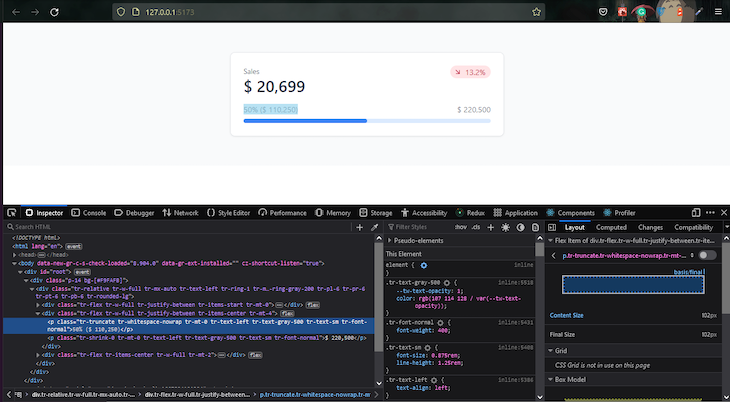 127.0.0.1:5173
Sales
13.2%
$ 20,699
50% ($ 110,250)
$ 220,500
Inspector Console Debugger Network Style Editor Performance Memory Storage Accessibility Redux Application Components Profiler
Search HTML
<!DOCTYPE html>
<html lang="en"> event
<head> </head>
<body data-new-gr-c-s-check-loaded="8.904.0" data-gr-ext-installed="" cz-shortcut-listen="true">
<div id="root"> event
<div class="p-14 bg-[#F9FAFB]">
<div class="tr-relative tr-w-full tr-mx-auto tr-text-left tr-ring-1 tr-m_-ring-gray-200 tr-pl-6 tr-pr-6
tr-pt-6 tr-pb-6 tr-rounded-lg">
<div class="tr-flex tr-w-full tr-justify-between tr-items-start tr-mt-0"> </div> flex
<div class="tr-flex tr-w-full tr-justify-between tr-items-center tr-mt-4"> flex
<p class="tr-truncate tr-whitespace-nowrap tr-mt-0 tr-text-left tr-text-gray-500 tr-text-sm tr-font-
normal">50% ($ 110,250)</p>
<p class="tr-shrink-0 tr-mt-0 tr-text-left tr-text-gray-500 tr-text-sm tr-font-normal">$ 220,500</p>
</div>
<div class="tr-flex tr-items-center tr-w-full tr-mt-2"> </div> flex
</div>
</div>
</div>
div.tr-relative.tr-w-full.tr-mx-auto.tr-… div.tr-flex.tr-w-full.tr-justify-between… p.tr-truncate.tr-whitespace-nowrap.tr-m
Filter Styles :hov .cls
Pseudo-elements
This Element
element { inline
}
.tr-text-gray-500 { inline:5518
--tw-text-opacity: 1;
color: rgb(107 114 128 / var(--tw-text-
opacity));
}
.tr-font-normal { inline:5431
font-weight: 400;
}
.tr-text-sm { inline:5408
font-size: 0.875rem;
line-height: 1.25rem;
}
.tr-text-left { inline:5386
text-align: left;
Layout Computed Changes Compatibility
Flex Item of div.tr-flex.tr-w-full.tr-justify-between.tr-ite…
p.tr-truncate.tr-whitespace-nowrap.tr-mt-…
basis/final
Content Size 102px
Final Size 102px
Grid
CSS Grid is not in use on this page
Box Model